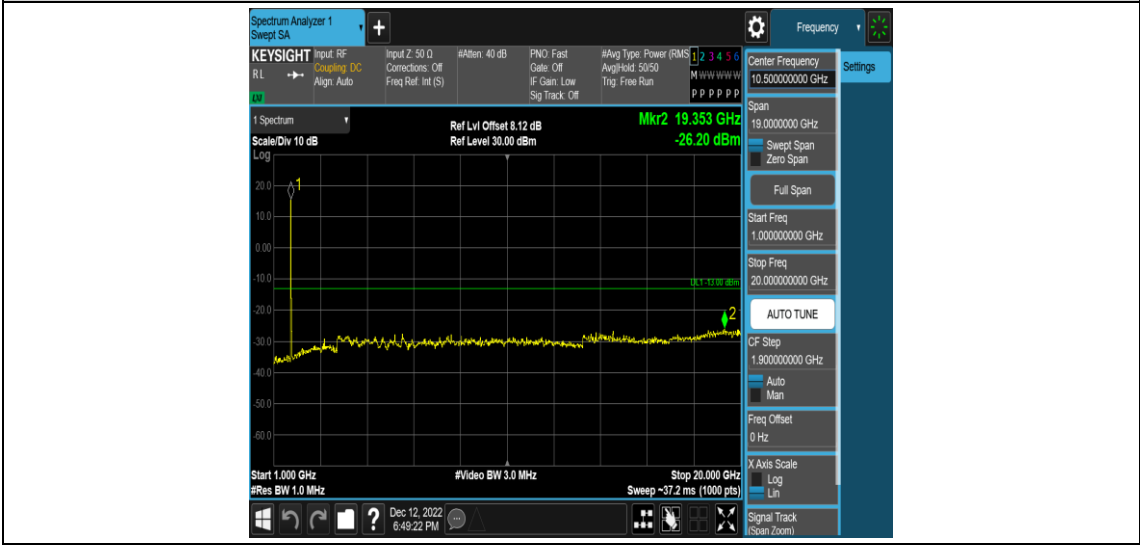 Spectrum Analyzer 1
Swept SA
+
Frequency
KEYSIGHT
RL
LM
Input: RF
Coupling: DC
Align: Auto
Input Z: 50 Ω
Corrections: Off
Freq Ref: Int (S)
#Atten: 40 dB
PNO: Fast
Gate: Off
IF Gain: Low
Sig Track: Off
#Avg Type: Power (RMS
Avg|Hold: 50/50
Trig: Free Run
1 2 3 4 5 6
M W W W W W
P P P P P P
1 Spectrum
Scale/Div 10 dB
Log
Ref Lvl Offset 8.12 dB
Ref Level 30.00 dBm
Mkr2 19.353 GHz
-26.20 dBm
20.0
10.0
0.00
-10.0
-20.0
-30.0
-40.0
-50.0
-60.0
1
DL1 -13.00 dBm
2
Start 1.000 GHz
#Res BW 1.0 MHz
#Video BW 3.0 MHz
Stop 20.000 GHz
Sweep ~37.2 ms (1000 pts)
?
Dec 12, 2022
6:49:22 PM
Center Frequency
10.500000000 GHz
Span
19.0000000 GHz
Swept Span
Zero Span
Full Span
Start Freq
1.000000000 GHz
Stop Freq
20.000000000 GHz
AUTO TUNE
CF Step
1.900000000 GHz
Auto
Man
Freq Offset
0 Hz
X Axis Scale
Log
Lin
Signal Track
(Span Zoom)
Settings